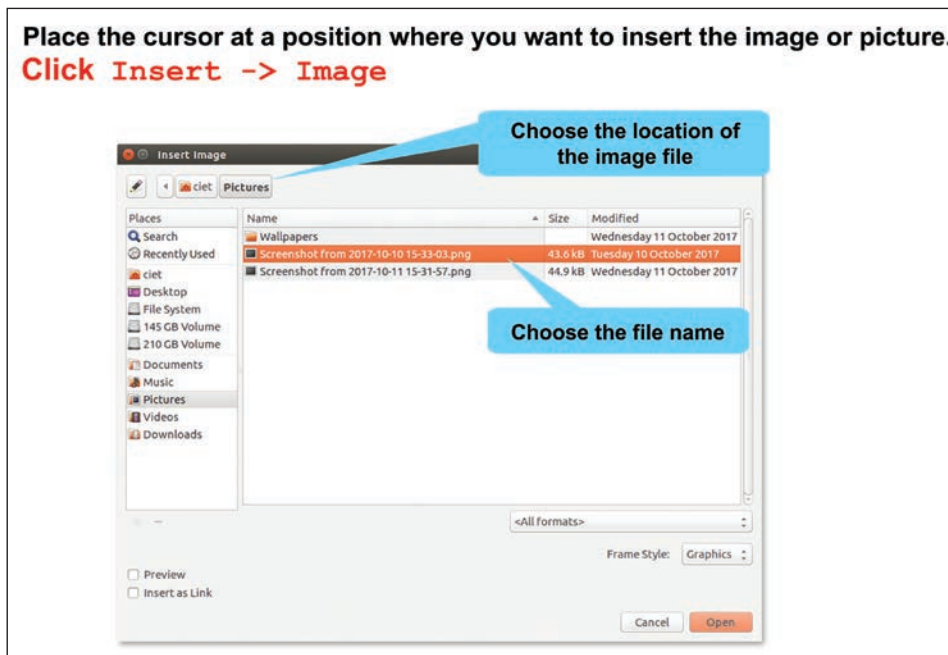 Place the cursor at a position where you want to insert the image or picture.
Click Insert -> Image
Choose the location of
the image file
Insert Image
ciet Pictures
Places Name Size Modified
Search Wallpapers Wednesday 11 October 2017
Recently Used Screenshot from 2017-10-10 15-33-03.png 43.6 kB Tuesday 10 October 2017
ciet Screenshot from 2017-10-11 15-31-57.png 44.9 kB Wednesday 11 October 2017
Desktop
File System
145 GB Volume
210 GB Volume
Choose the file name
Documents
Music
Pictures
Videos
Downloads
<All formats>
Frame Style: Graphics
Preview
Insert as Link
Cancel Open